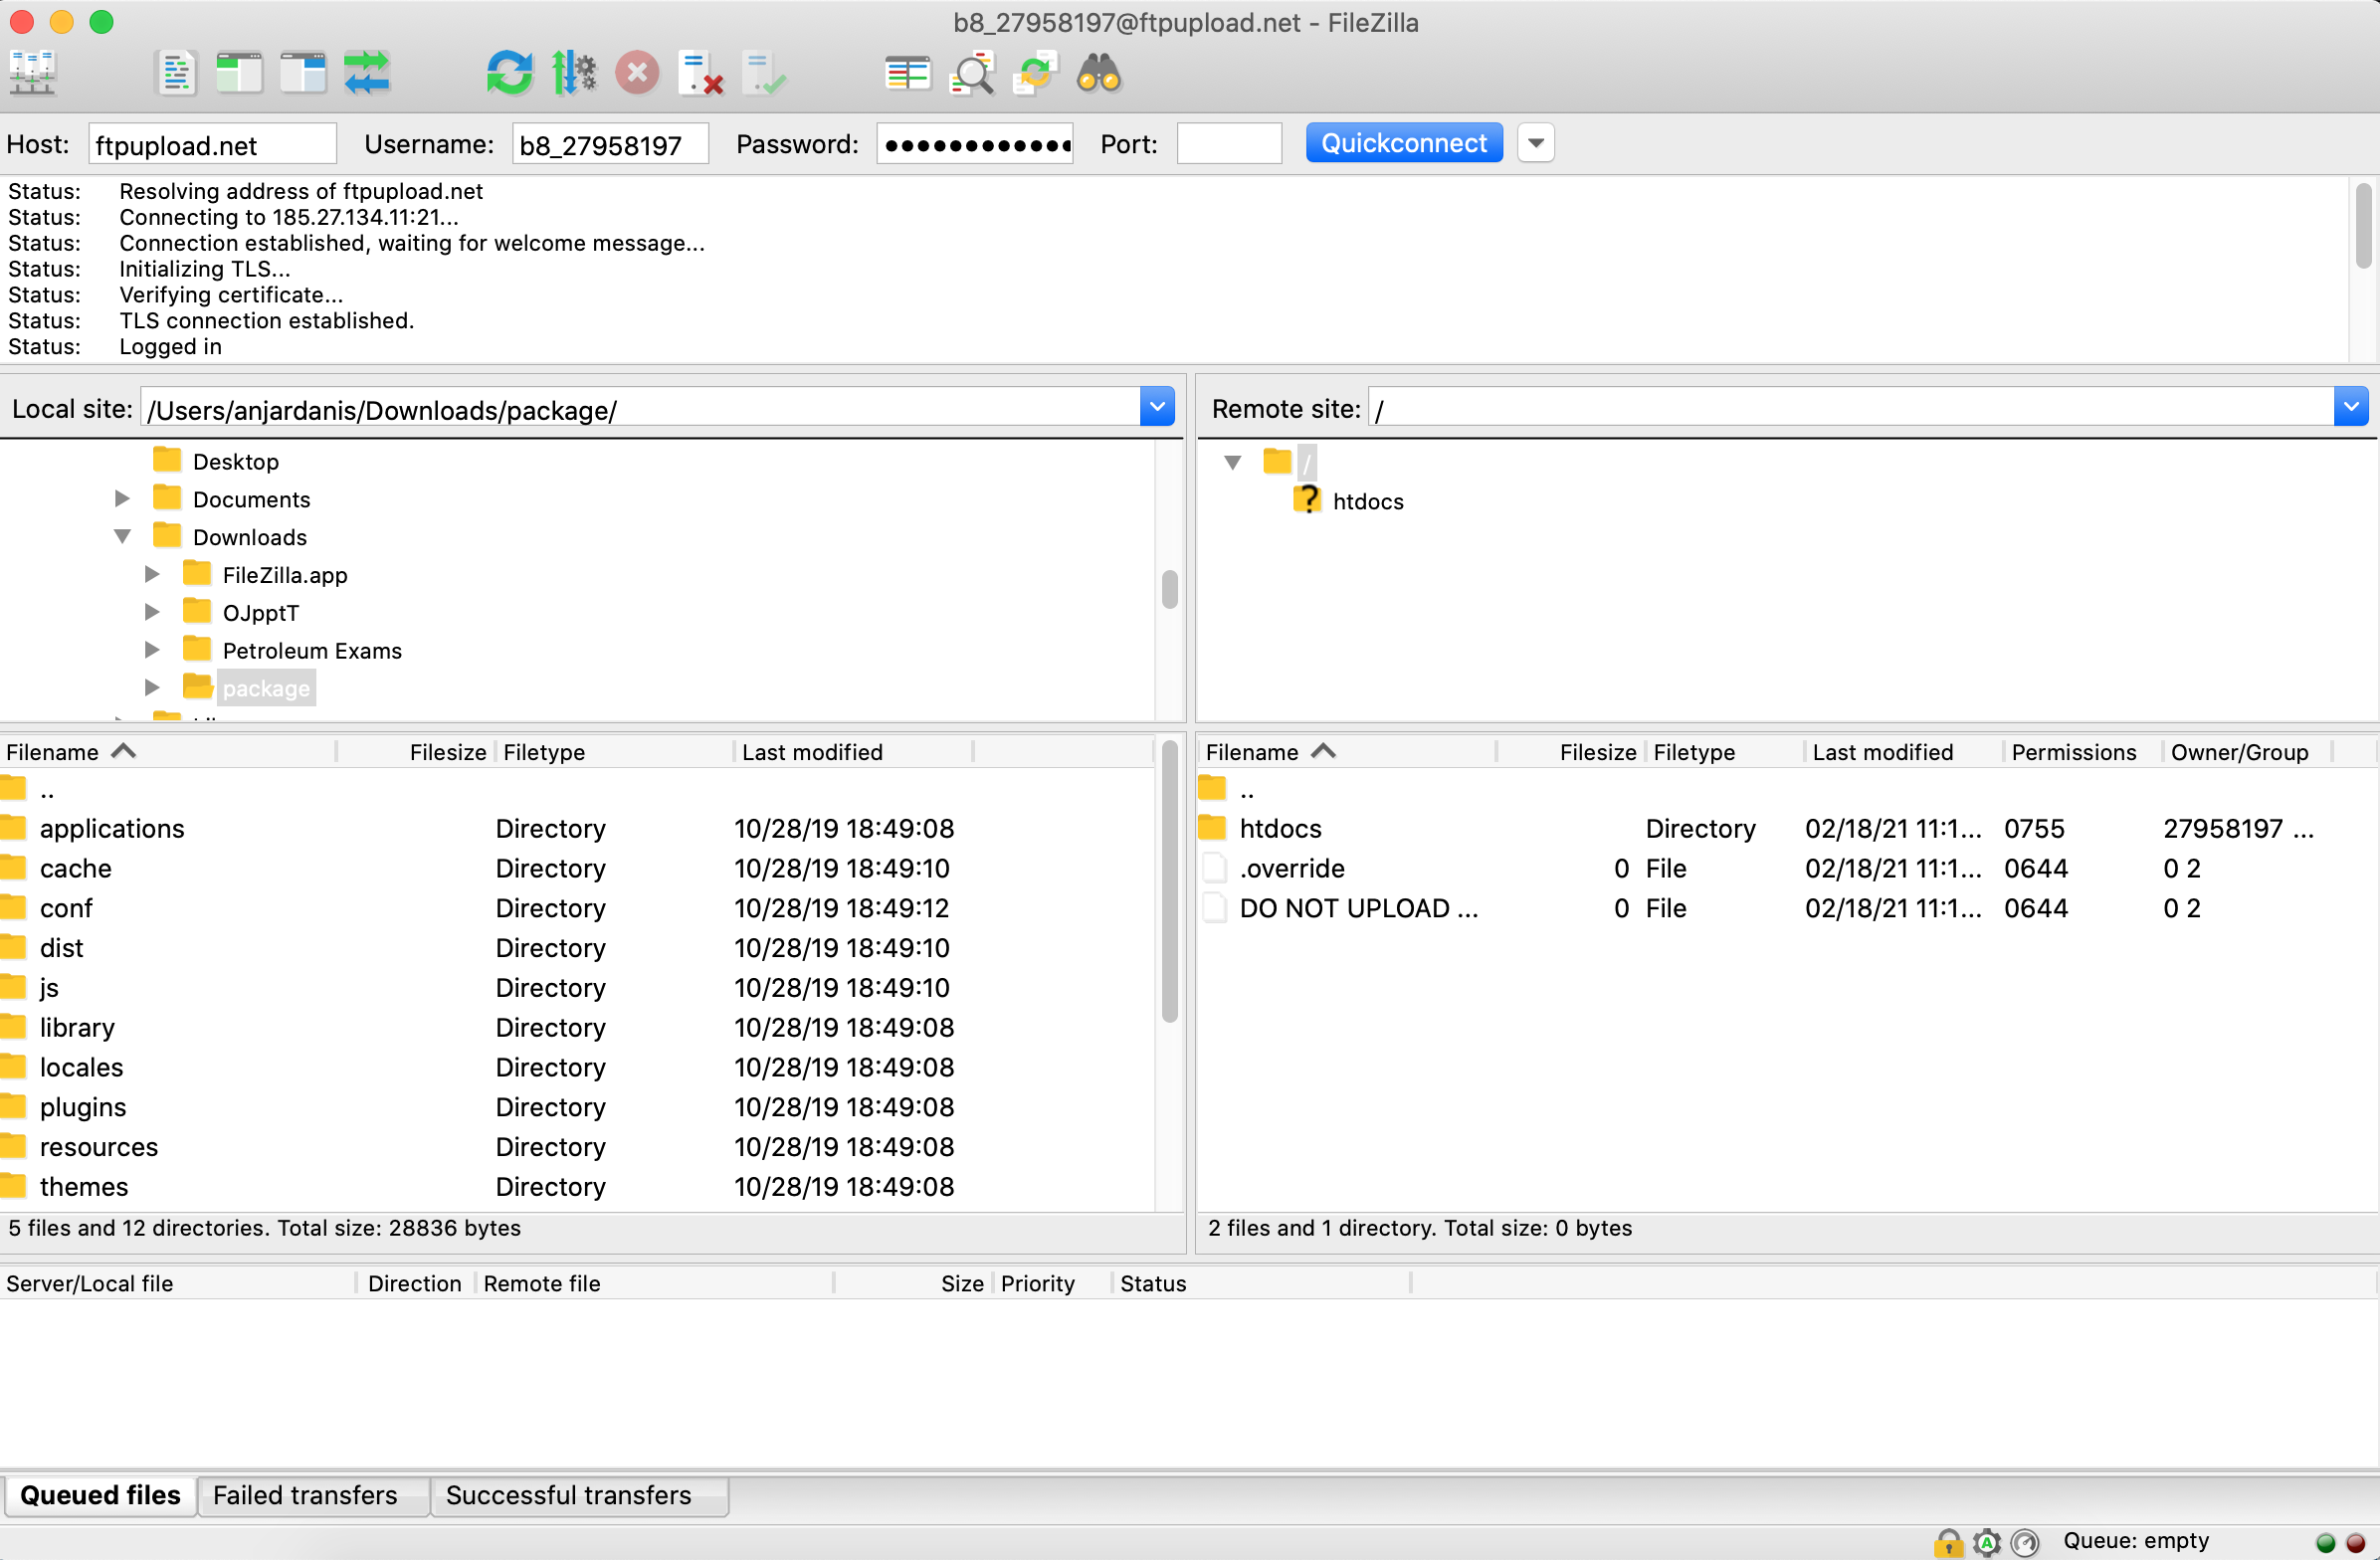 b8_27958197@ftpupload.net - FileZilla
Host: ftpupload.net Username: b8_27958197 Password: ●●●●●●●●●●●● Port: Quickconnect
Status: Resolving address of ftpupload.net
Status: Connecting to 185.27.134.11:21...
Status: Connection established, waiting for welcome message...
Status: Initializing TLS...
Status: Verifying certificate...
Status: TLS connection established.
Status: Logged in
Local site: /Users/anjardanis/Downloads/package/
Desktop
Documents
Downloads
FileZilla.app
OJpptT
Petroleum Exams
package
Remote site: /
/
htdocs
Filename Filesize Filetype Last modified
..
applications Directory 10/28/19 18:49:08
cache Directory 10/28/19 18:49:10
conf Directory 10/28/19 18:49:12
dist Directory 10/28/19 18:49:10
js Directory 10/28/19 18:49:10
library Directory 10/28/19 18:49:08
locales Directory 10/28/19 18:49:08
plugins Directory 10/28/19 18:49:08
resources Directory 10/28/19 18:49:08
themes Directory 10/28/19 18:49:08
5 files and 12 directories. Total size: 28836 bytes
Filename Filesize Filetype Last modified Permissions Owner/Group
..
htdocs Directory 02/18/21 11:1... 0755 27958197 ...
.override 0 File 02/18/21 11:1... 0644 0 2
DO NOT UPLOAD ... 0 File 02/18/21 11:1... 0644 0 2
2 files and 1 directory. Total size: 0 bytes
Server/Local file Direction Remote file Size Priority Status
Queued files Failed transfers Successful transfers
Queue: empty